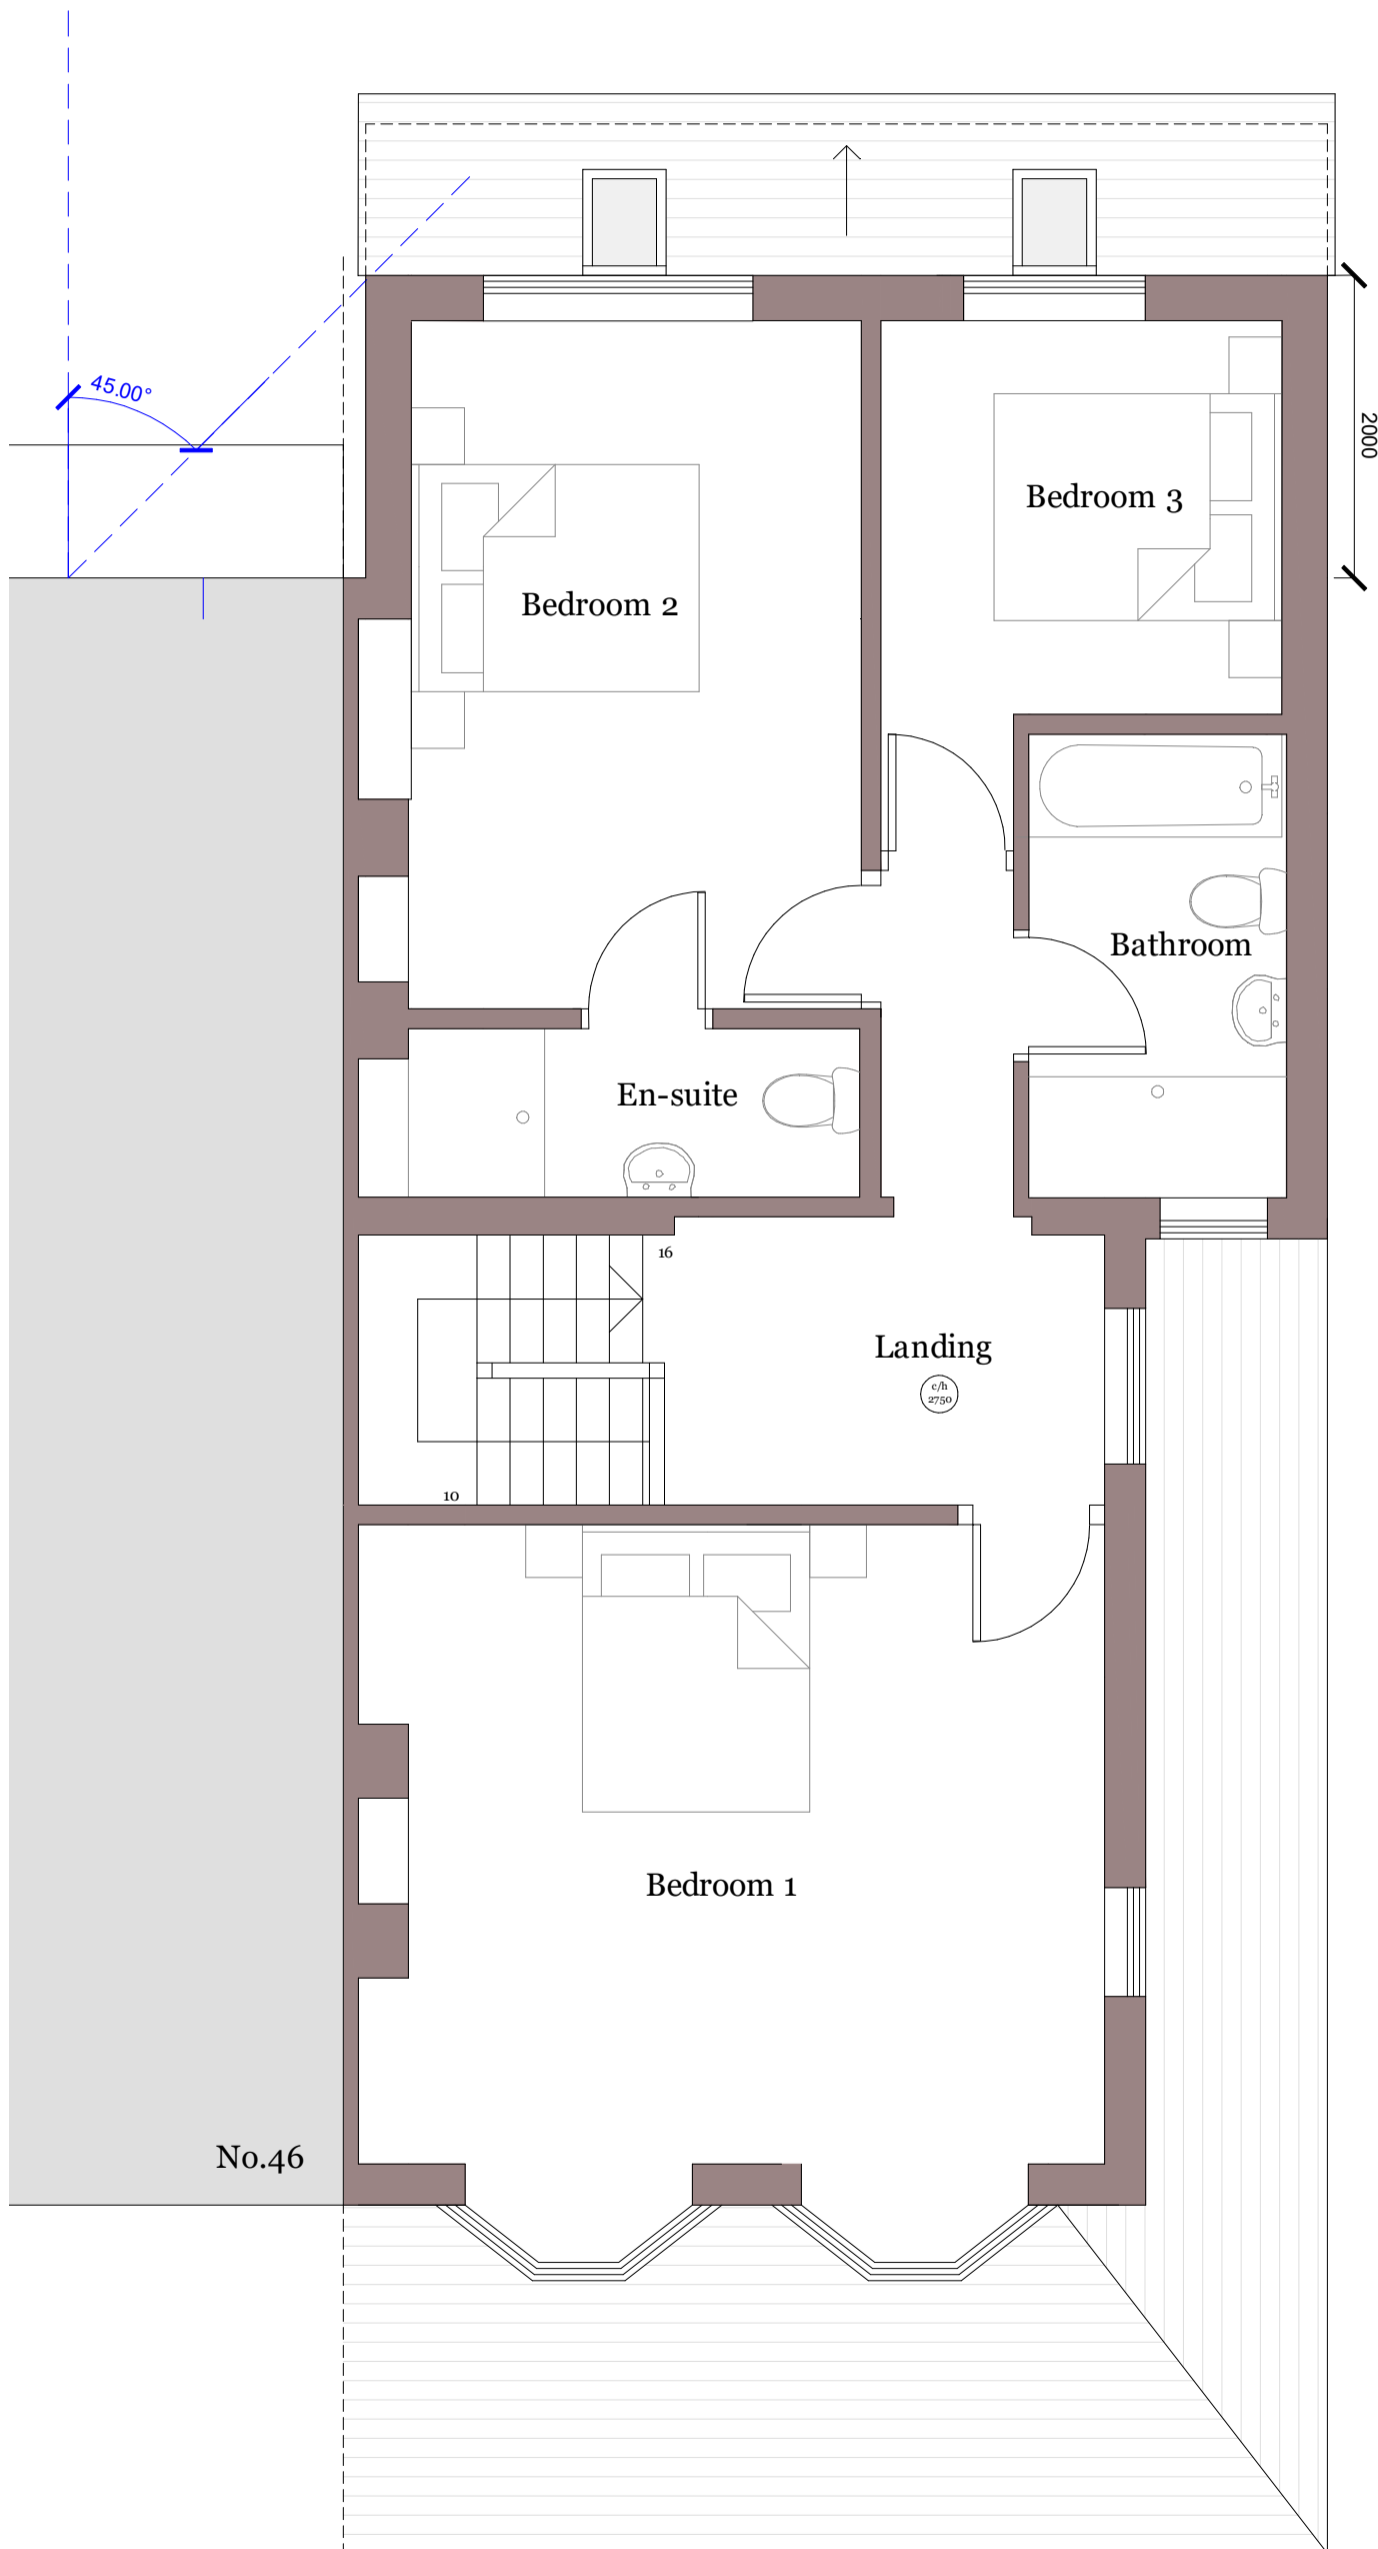 45.00°
2000
Bedroom 3
Bedroom 2
Bathroom
En-suite
16
Landing
c/h
2750
10
Bedroom 1
No.46